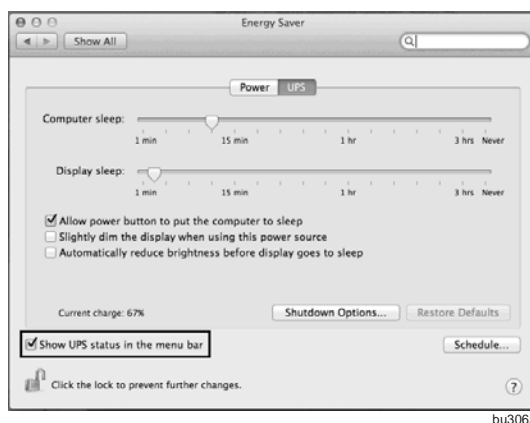 Energy Saver
Show All
Power UPS
Computer sleep:
1 min 15 min 1 hr 3 hrs Never
Display sleep:
1 min 15 min 1 hr 3 hrs Never
Allow power button to put the computer to sleep
Slightly dim the display when using this power source
Automatically reduce brightness before display goes to sleep
Current charge: 67% Shutdown Options... Restore Defaults
Show UPS status in the menu bar Schedule...
Click the lock to prevent further changes. ?
bu306